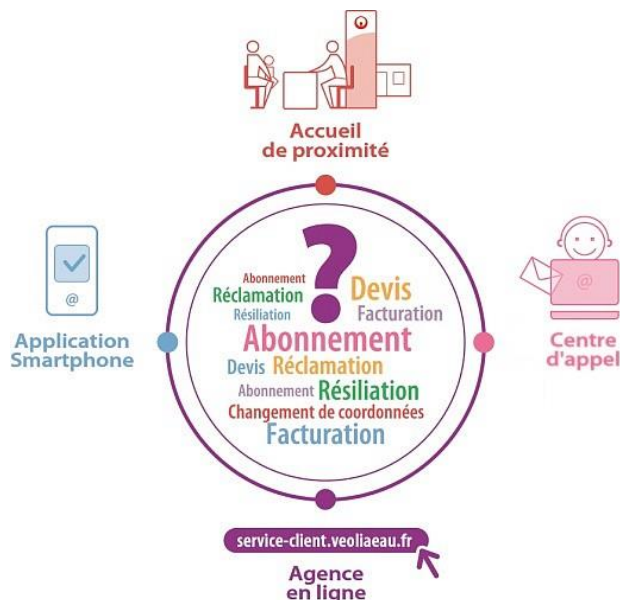 Accueil
de proximité
Application
Smartphone
@
?
Abonnement
Réclamation
Devis
Résiliation
Facturation
Abonnement
Devis Réclamation
Abonnement Résiliation
Changement de coordonnées
Facturation
@
Centre
d'appel
service-client.veoliaeau.fr
Agence
en ligne